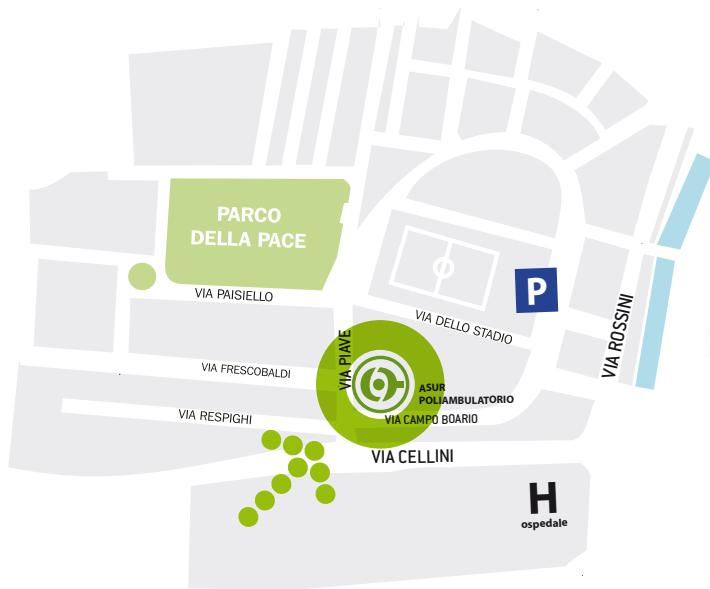 PARCO
DELLA PACE
VIA PAISIELLO
P
VIA DELLO STADIO
VIA ROSSINI
VIA PIAVE
VIA FRESCOBALDI
ASUR
POLIAMBULATORIO
VIA RESPIGHI
VIA CAMPO BOARIO
VIA CELLINI
H
ospedale